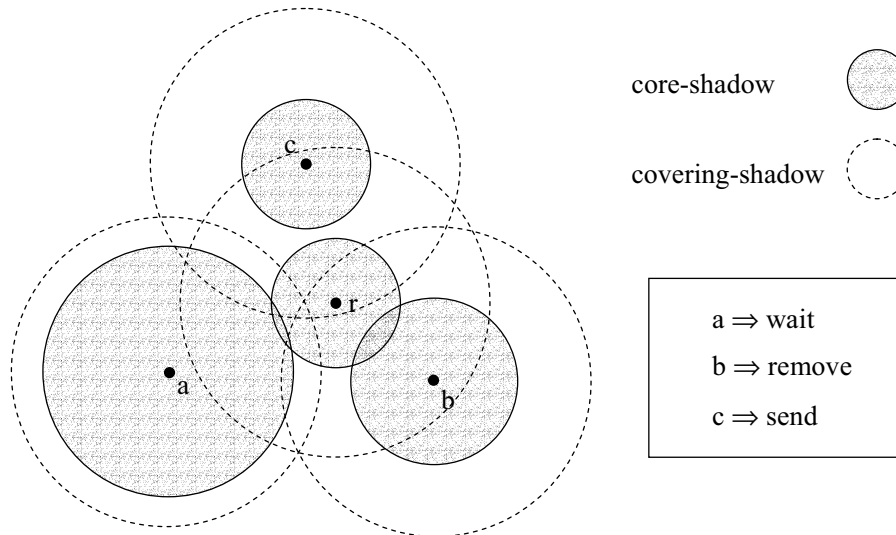 c
r
a
b
core-shadow
covering-shadow
a ⇒ wait
b ⇒ remove
c ⇒ send